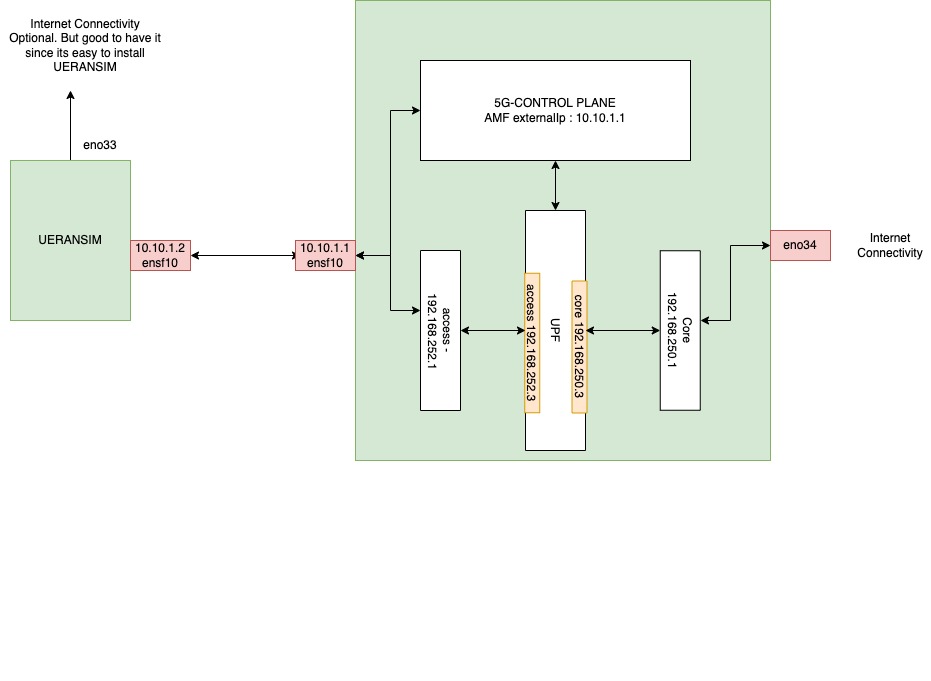 Internet Connectivity
Optional. But good to have it
since its easy to install
UERANSIM
eno33
UERANSIM
10.10.1.2
ensf10
10.10.1.1
ensf10
5G-CONTROL PLANE
AMF externalIp : 10.10.1.1
access -
192.168.252.1
access 192.168.252.3
UPF
core 192.168.250.3
Core
192.168.250.1
eno34
Internet
Connectivity